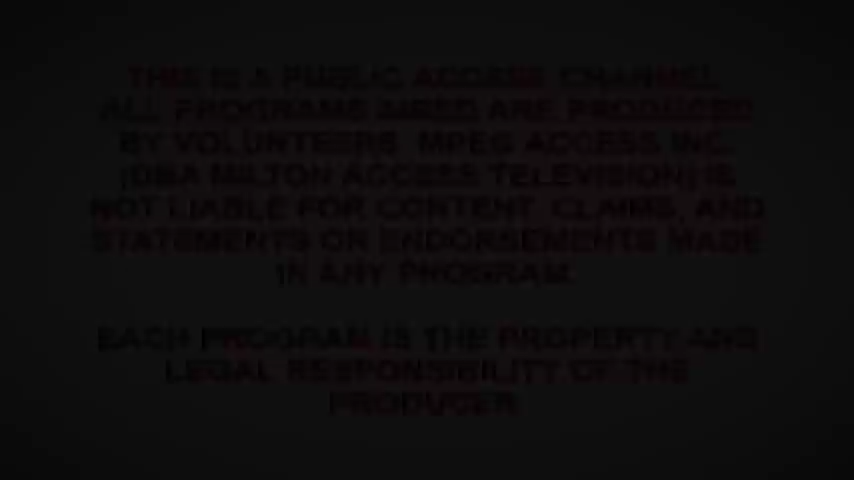 THIS IS A PUBLIC ACCESS CHANNEL
ALL PROGRAMS AIRED ARE PRODUCED
BY VOLUNTEERS. MPEG ACCESS INC.
(DBA MILTON ACCESS TELEVISION) IS
NOT LIABLE FOR CONTENT, CLAIMS, AND
STATEMENTS OR ENDORSEMENTS MADE
IN ANY PROGRAM.
EACH PROGRAM IS THE PROPERTY AND
LEGAL RESPONSIBILITY OF THE
PRODUCER.